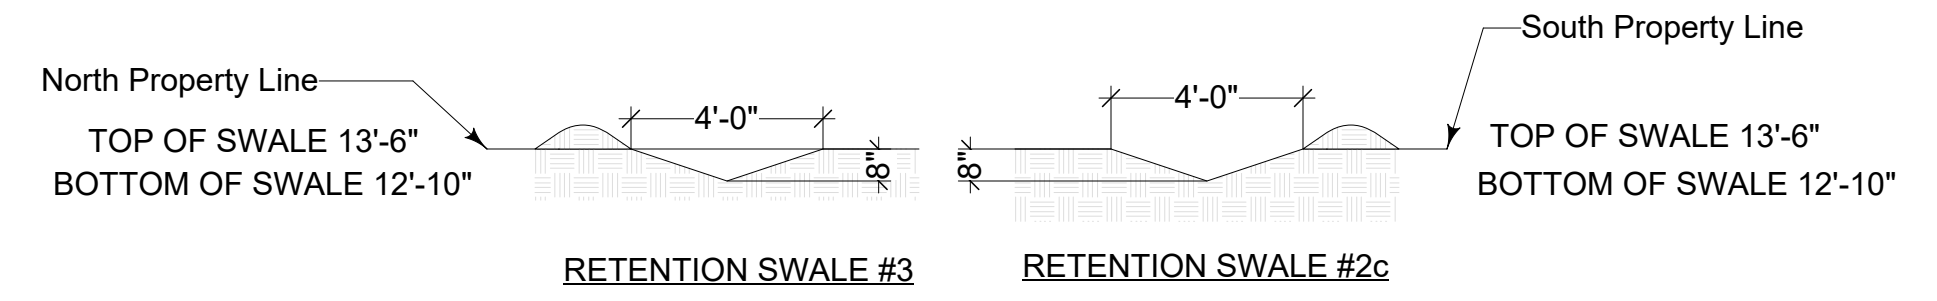 North Property Line
TOP OF SWALE 13'-6"
BOTTOM OF SWALE 12'-10"
4'-0"
8"
RETENTION SWALE #3
South Property Line
4'-0"
8"
TOP OF SWALE 13'-6"
BOTTOM OF SWALE 12'-10"
RETENTION SWALE #2c